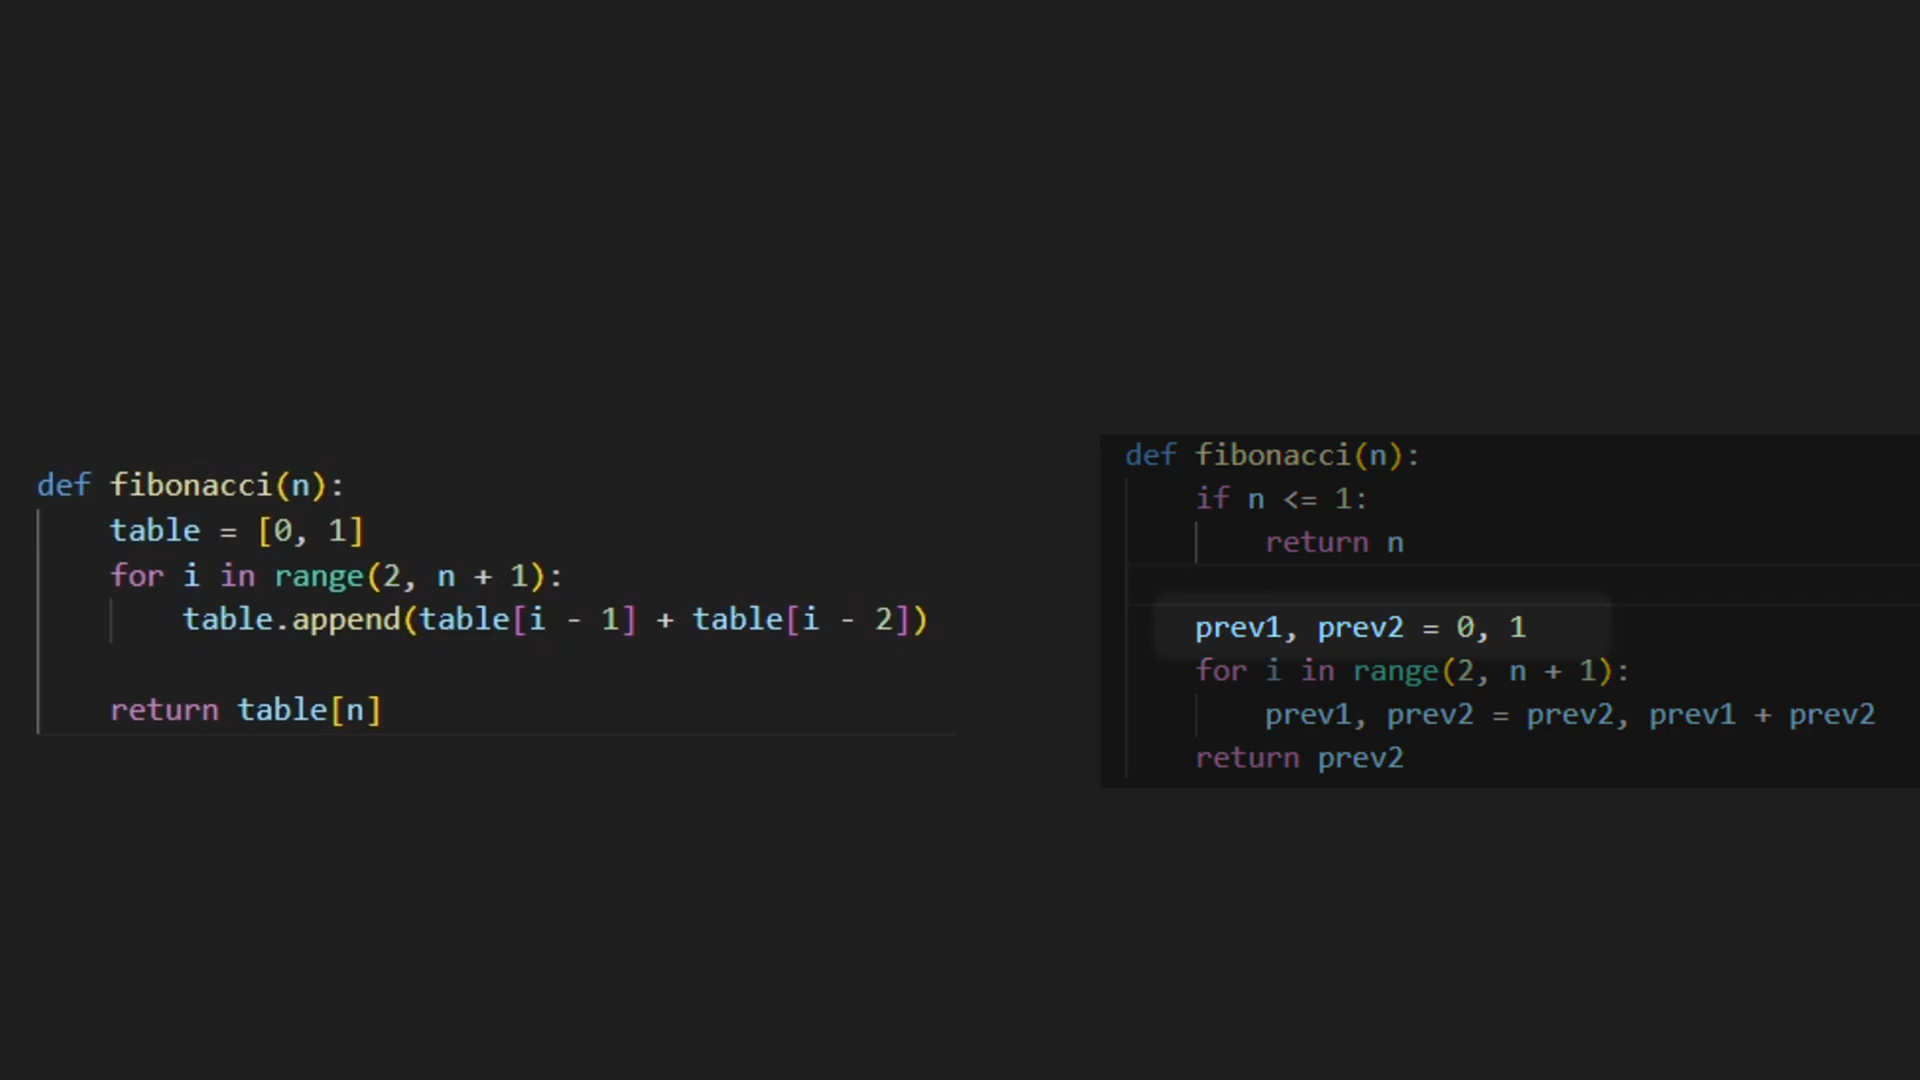 def fibonacci(n):
    table = [0, 1]
    for i in range(2, n + 1):
        table.append(table[i - 1] + table[i - 2])
    return table[n]
def fibonacci(n):
    if n <= 1:
        return n
    prev1, prev2 = 0, 1
    for i in range(2, n + 1):
        prev1, prev2 = prev2, prev1 + prev2
    return prev2